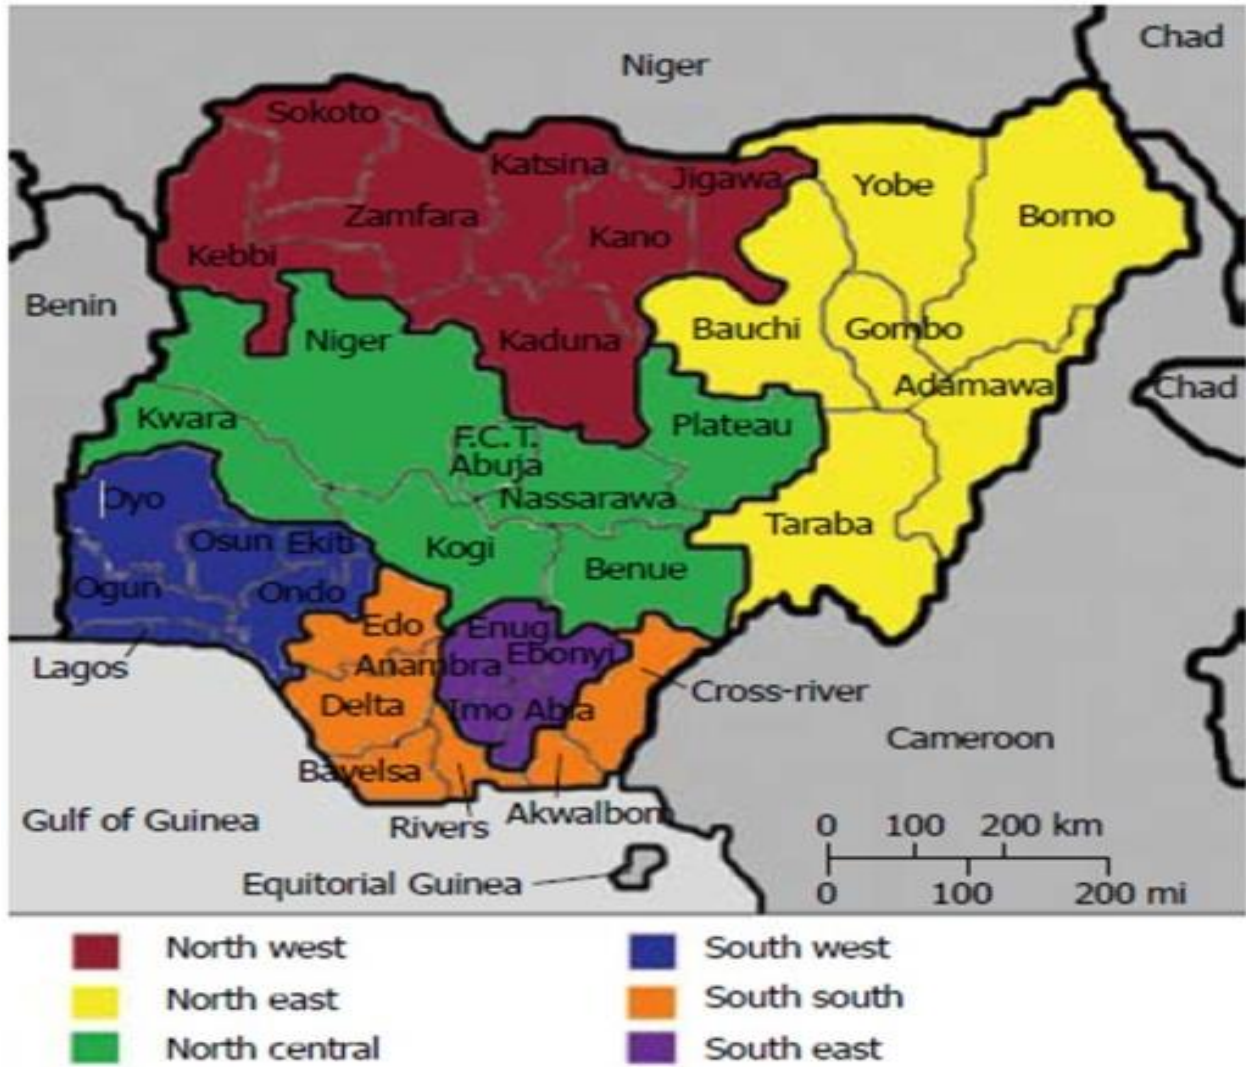 Chad
Niger
Sokoto
Katsina
Jigawa
Yobe
Borno
Zamfara
Kano
Kebbi
Benin
Niger
Kaduna
Bauchi
Gombo
Adamawa
Chad
Kwara
Plateau
F.C.T.
Abuja
Nassarawa
Oyo
Taraba
Osun
Ekiti
Kogi
Benue
Ogun
Ondo
Edo
Enug
Ebonyi
Anambra
Lagos
Cross-river
Delta
Imo
Abia
Cameroon
Bayelsa
Gulf of Guinea
Rivers
Akwalbom
0 100 200 km
0 100 200 mi
Equitorial Guinea
North west
South west
North east
South south
North central
South east